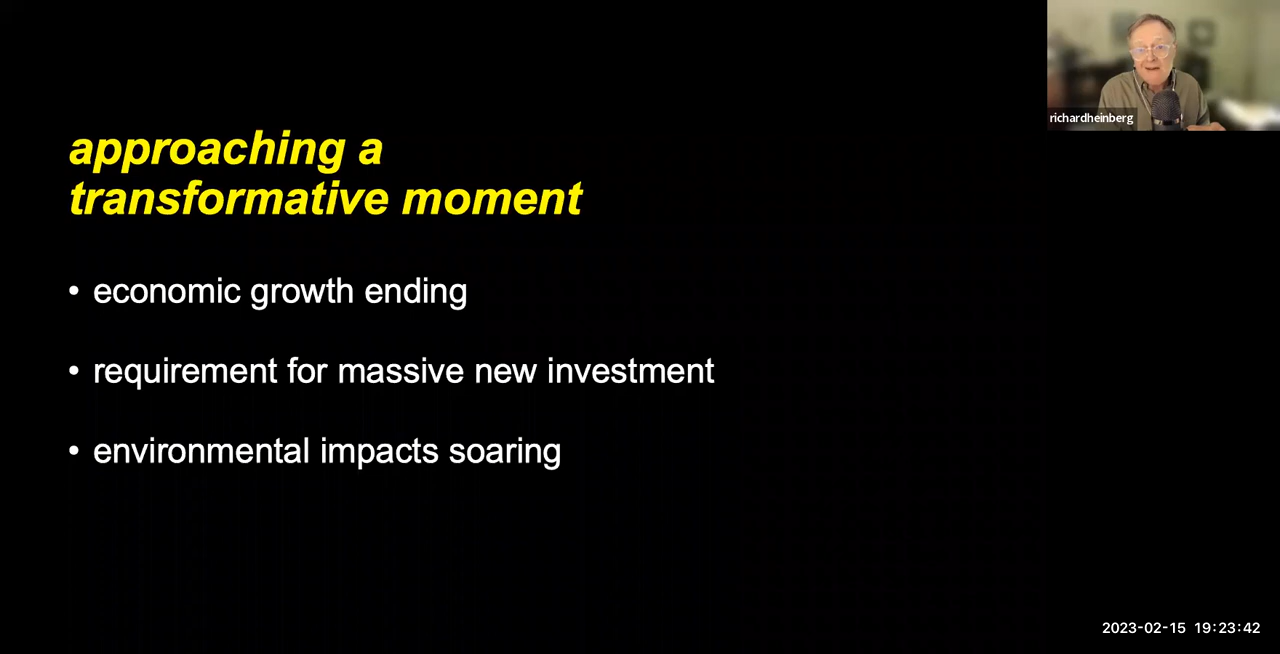 richardheinberg
approaching a
transformative moment
• economic growth ending
• requirement for massive new investment
• environmental impacts soaring
2023-02-15 19:23:42